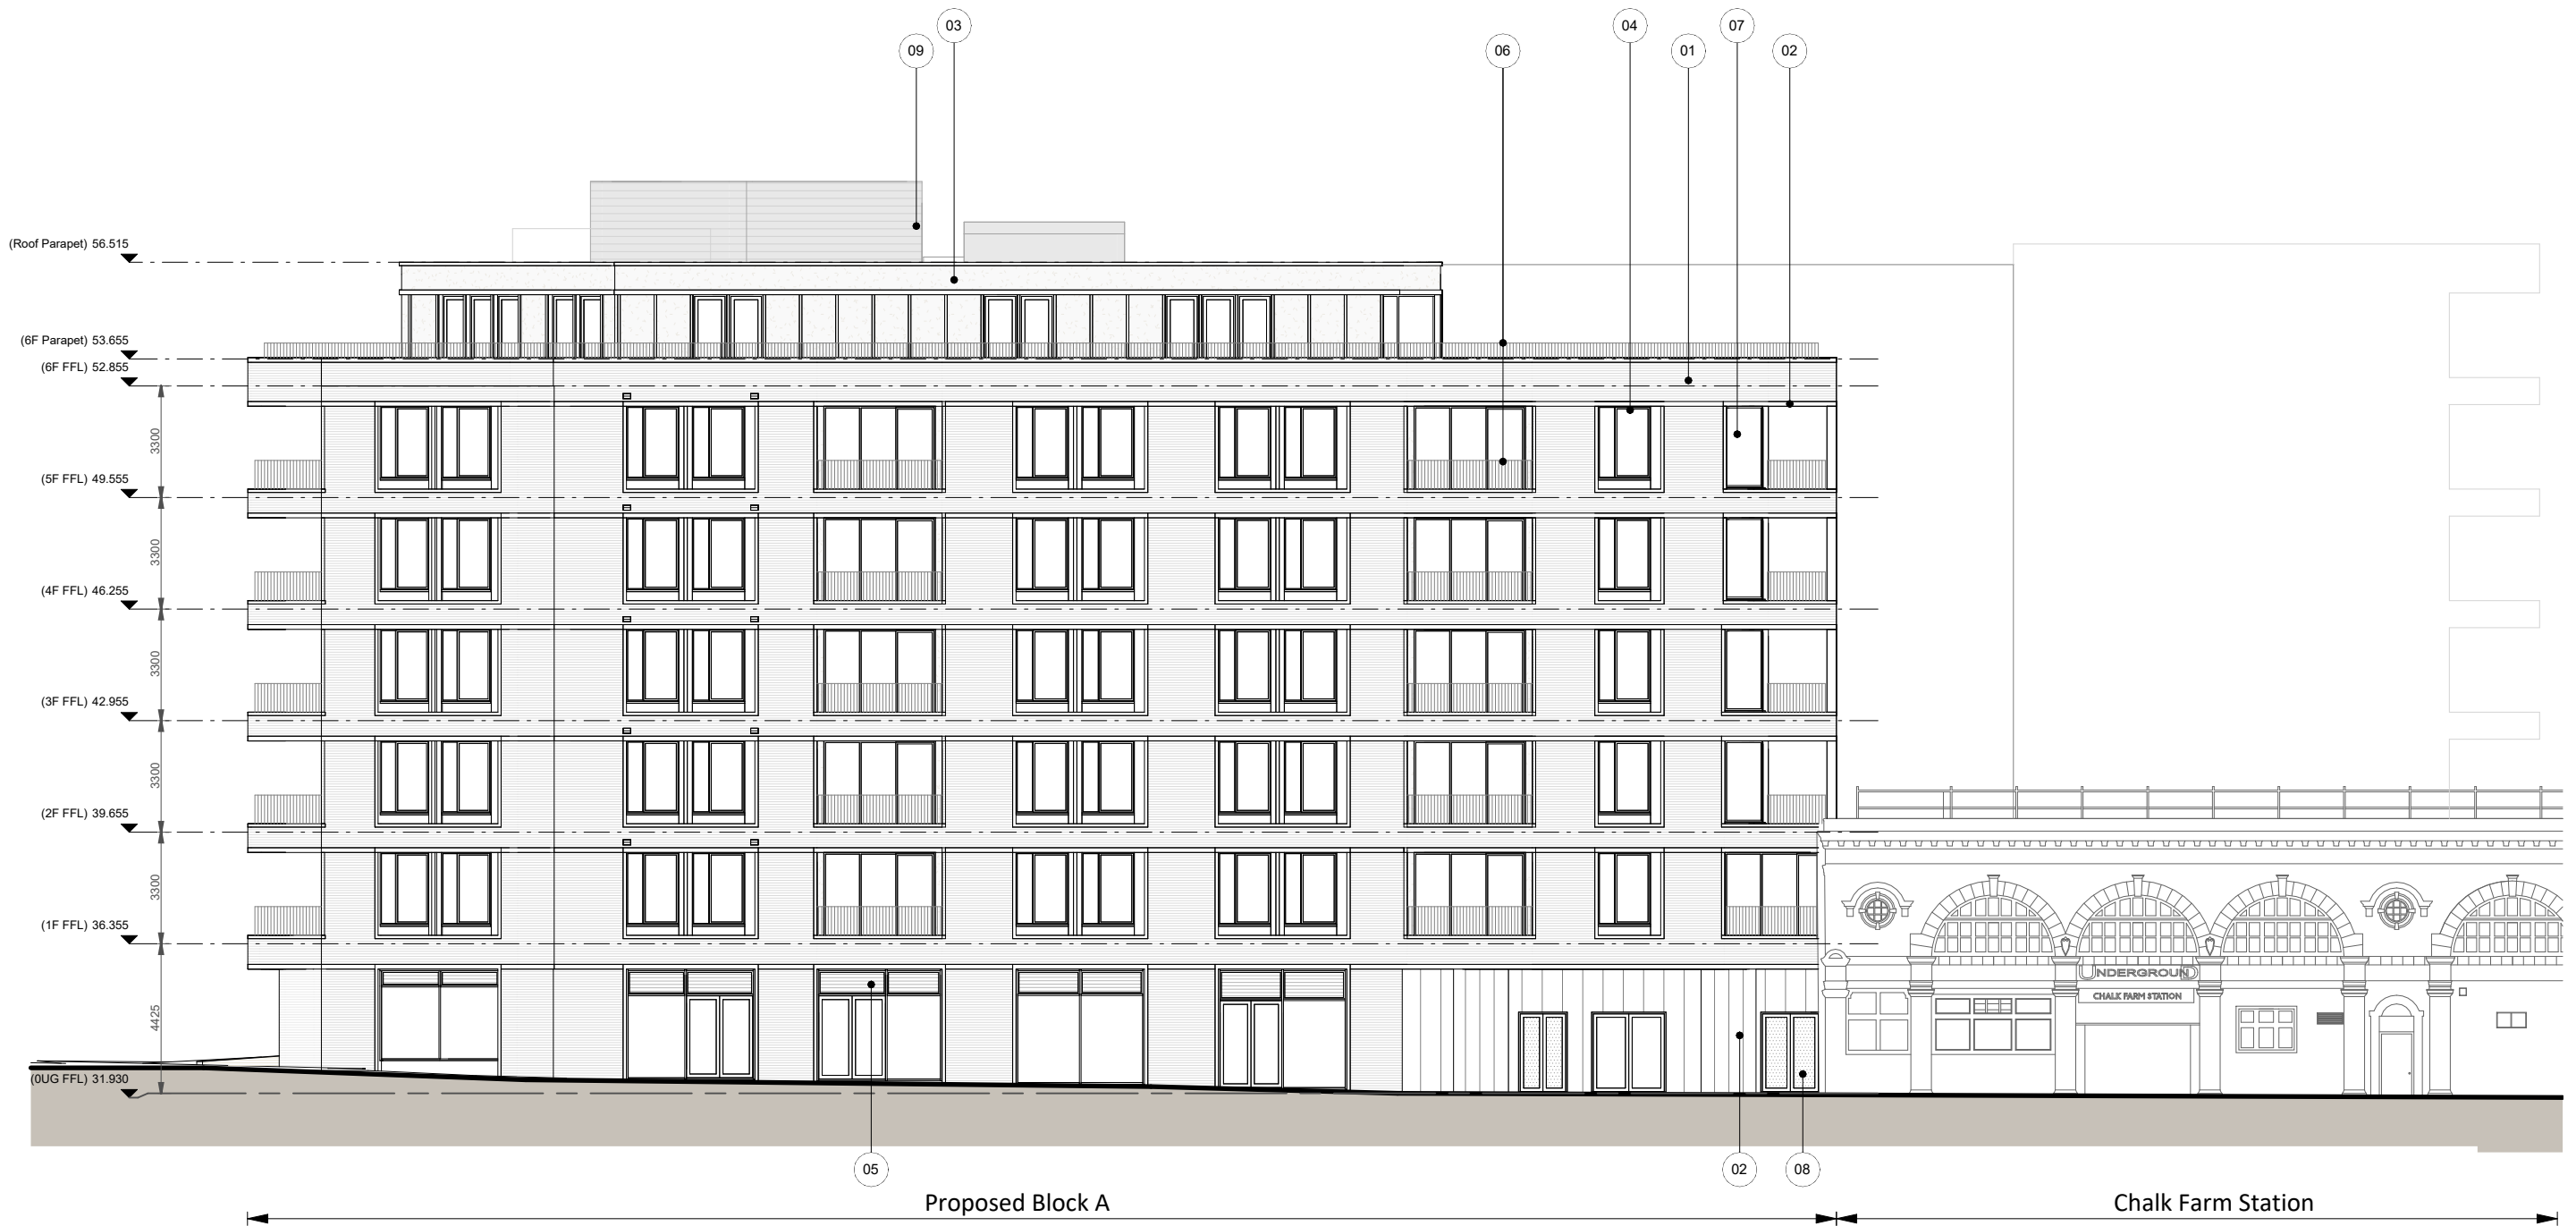 03
04
07
09
06
01
02
(Roof Parapet) 56.515
(6F Parapet) 53.655
(6F FFL) 52.855
3300
(5F FFL) 49.555
3300
(4F FFL) 46.255
3300
(3F FFL) 42.955
3300
(2F FFL) 39.655
3300
(1F FFL) 36.355
UNDERGROUND
CHALK FARM STATION
4425
(0UG FFL) 31.930
05
02
08
Proposed Block A
Chalk Farm Station